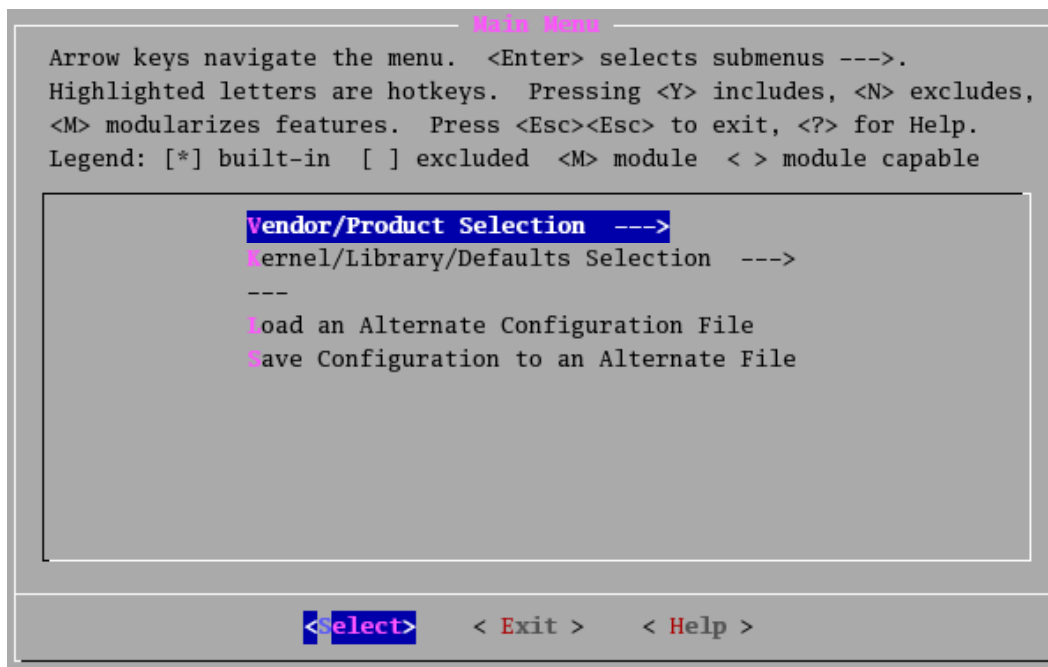 Main Menu
Arrow keys navigate the menu.  <Enter> selects submenus --->.
Highlighted letters are hotkeys.  Pressing <Y> includes, <N> excludes,
<M> modularizes features.  Press <Esc><Esc> to exit, <?> for Help.
Legend: [*] built-in  [ ] excluded  <M> module  < > module capable
Vendor/Product Selection  --->
Kernel/Library/Defaults Selection  --->
---
Load an Alternate Configuration File
Save Configuration to an Alternate File
<Select>    < Exit >    < Help >